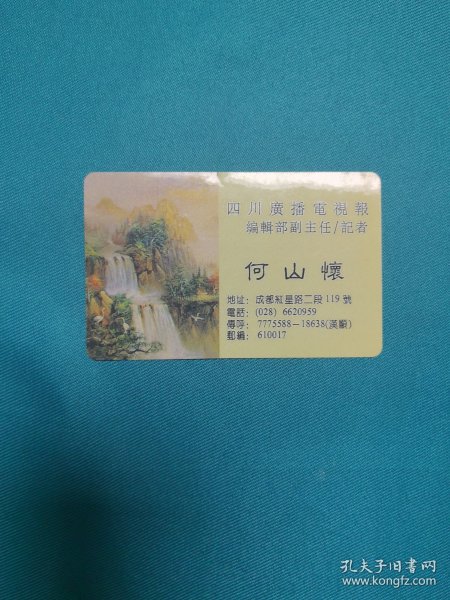 四川廣播電視報
編輯部副主任/記者
何山懷
地址: 成都紅星路二段119號
電話: (028) 6620959
傳呼: 7775588-18638(漢顯)
郵編: 610017
孔夫子旧书网
www.kongfz.com